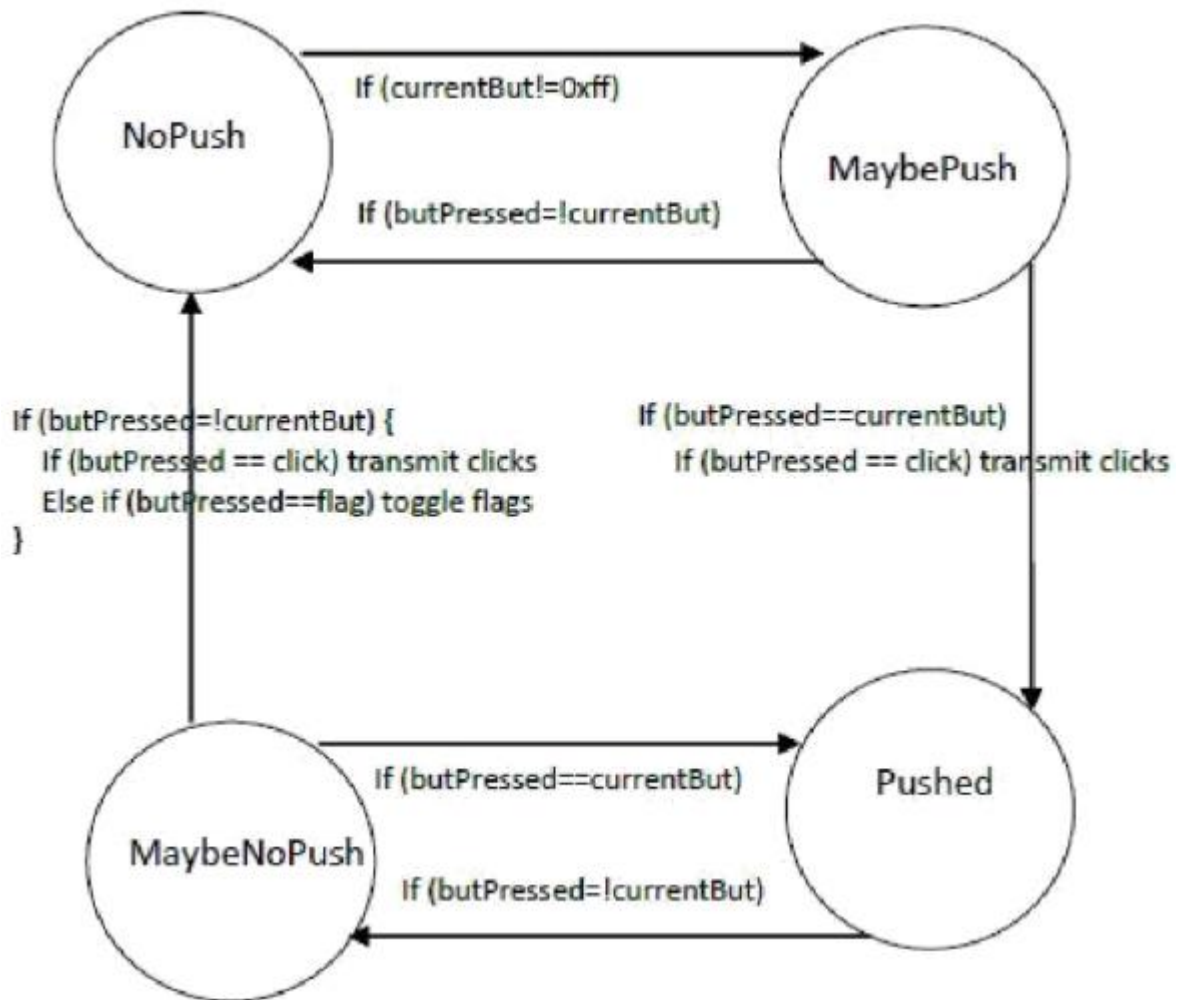 NoPush
If (currentBut!=0xff)
MaybePush
If (butPressed=!currentBut)
If (butPressed=!currentBut) {
If (butPressed == click) transmit clicks
Else if (butPressed==flag) toggle flags
}
If (butPressed==currentBut)
If (butPressed == click) transmit clicks
MaybeNoPush
If (butPressed==currentBut)
If (butPressed=!currentBut)
Pushed